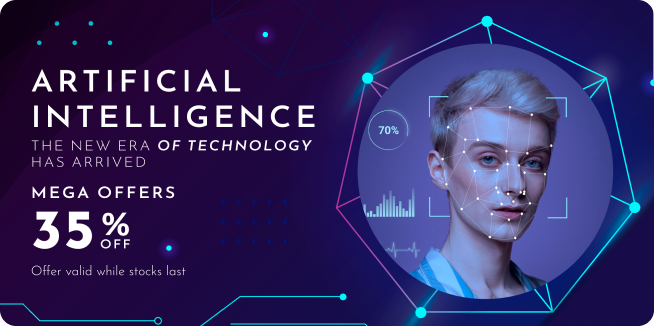 ARTIFICIAL
INTELLIGENCE
THE NEW ERA OF TECHNOLOGY
HAS ARRIVED
MEGA OFFERS
35%
OFF
Offer valid while stocks last
70%